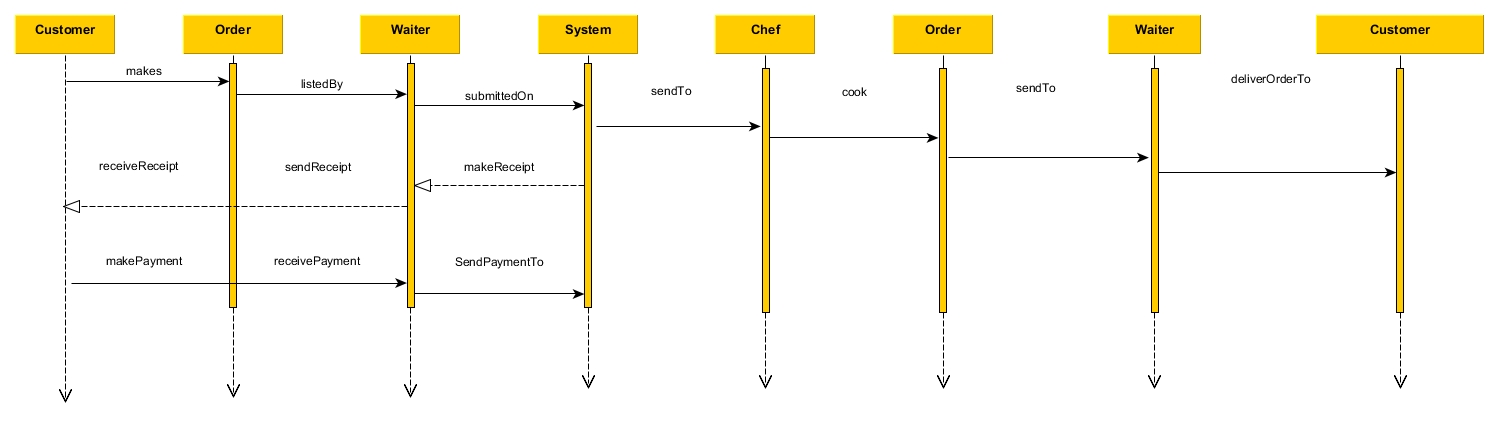 Customer
Order
Waiter
System
Chef
Order
Waiter
Customer
makes
listedBy
submittedOn
sendTo
cook
sendTo
deliverOrderTo
receiveReceipt
sendReceipt
makeReceipt
makePayment
receivePayment
SendPaymentTo